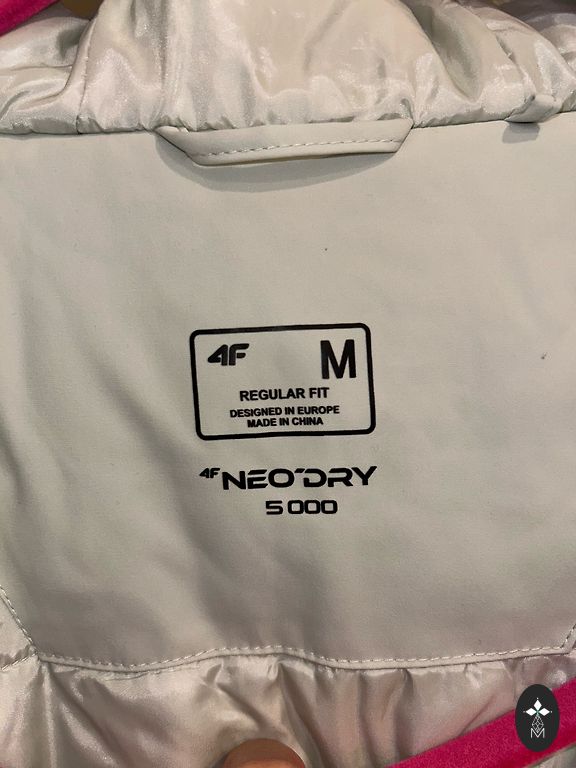 4F M
REGULAR FIT
DESIGNED IN EUROPE
MADE IN CHINA
4F NEO DRY
5 000
M